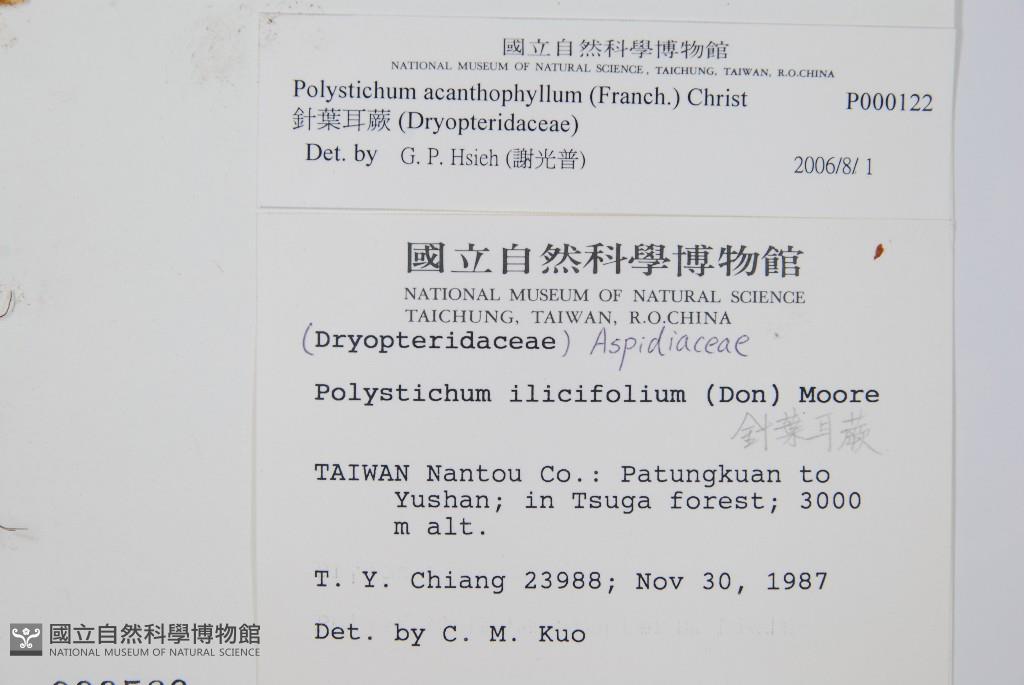 國立自然科學博物館
NATIONAL MUSEUM OF NATURAL SCIENCE, TAICHUNG, TAIWAN, R.O.CHINA
Polystichum acanthophyllum (Franch.) Christ P000122
針葉耳蕨 (Dryopteridaceae)
Det. by G. P. Hsieh (謝光普) 2006/8/ 1
國立自然科學博物館
NATIONAL MUSEUM OF NATURAL SCIENCE
TAICHUNG, TAIWAN, R.O.CHINA
(Dryopteridaceae) Aspidiaceae
Polystichum ilicifolium (Don) Moore
針葉耳蕨
TAIWAN Nantou Co.: Patungkuan to
Yushan; in Tsuga forest; 3000
m alt.
T. Y. Chiang 23988; Nov 30, 1987
Det. by C. M. Kuo
國立自然科學博物館
NATIONAL MUSEUM OF NATURAL SCIENCE